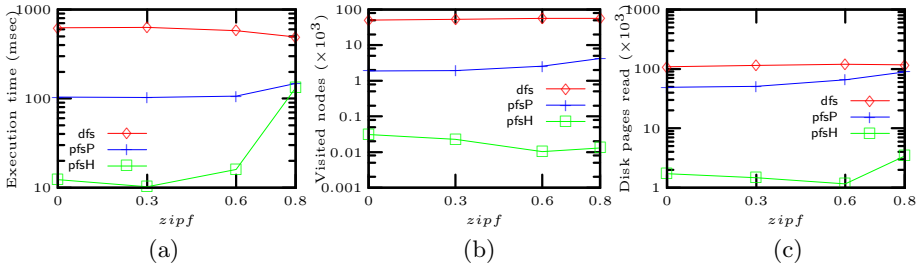 Execution time (msec)
1000
100
10
0
0.3
0.6
0.8
zipf
dfs
pfsP
pfsH
(a)
Visited nodes (×10³)
100
10
1
0.1
0.01
0.001
0
0.3
0.6
0.8
zipf
dfs
pfsP
pfsH
(b)
Disk pages read (×10³)
1000
100
10
1
0
0.3
0.6
0.8
zipf
dfs
pfsP
pfsH
(c)